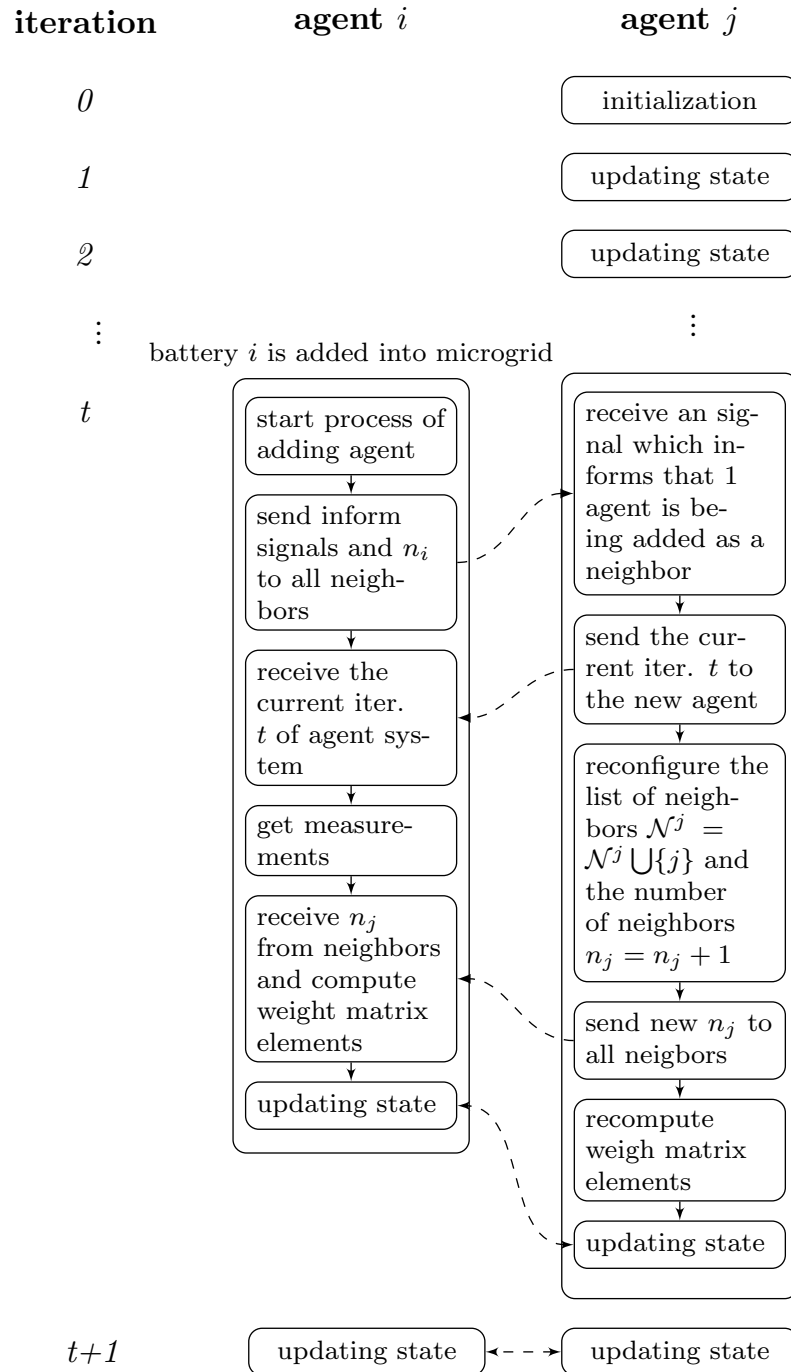 iteration agent i agent j
0 initialization
1 updating state
2 updating state
⋮ ⋮
battery i is added into microgrid
t
start process of
adding agent
send inform
signals and n_i
to all neigh-
bors
receive the
current iter.
t of agent sys-
tem
get measure-
ments
receive n_j
from neighbors
and compute
weight matrix
elements
updating state
receive an sig-
nal which in-
forms that 1
agent is be-
ing added as a
neighbor
send the cur-
rent iter. t to
the new agent
reconfigure the
list of neigh-
bors 𝒩^j =
𝒩^j ⋃{j} and
the number
of neighbors
n_j = n_j + 1
send new n_j to
all neigbors
recompute
weigh matrix
elements
updating state
t+1 updating state updating state